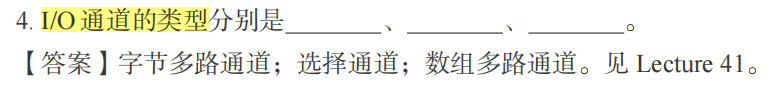 4. I/O 通道的类型分别是________、________、________。
【答案】字节多路通道；选择通道；数组多路通道。见 Lecture 41。